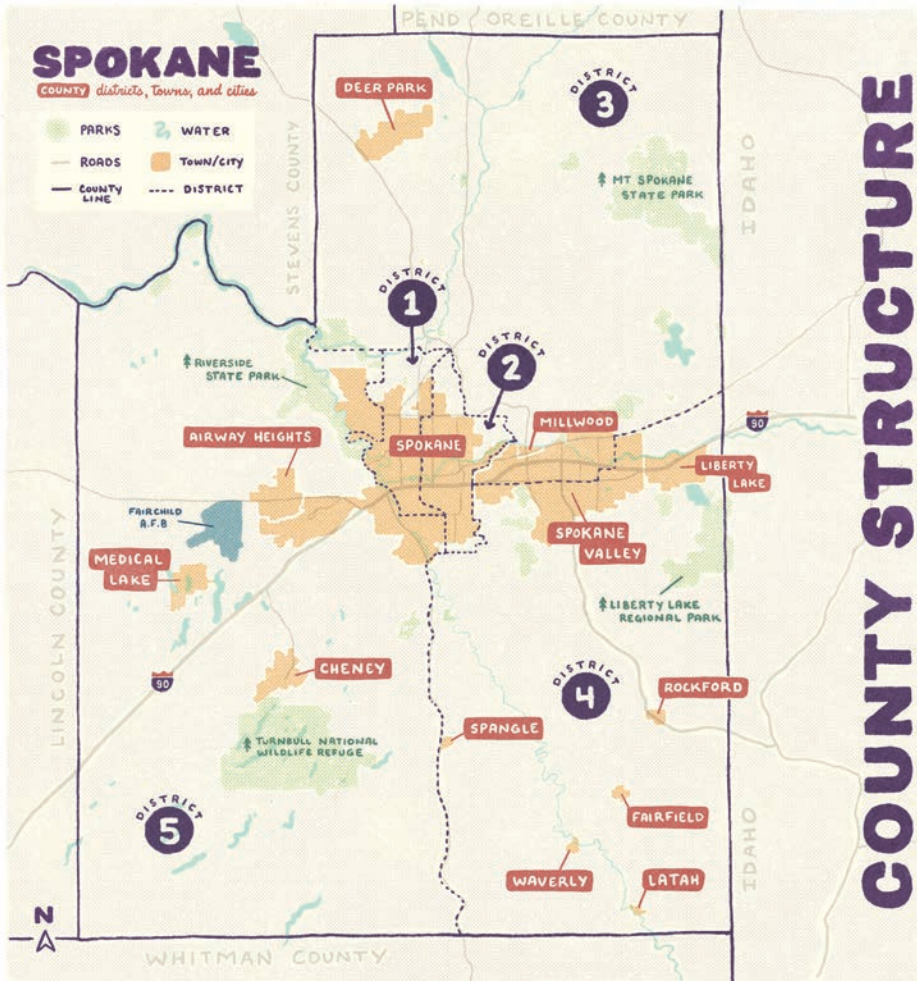 PEND OREILLE COUNTY
SPOKANE
COUNTY districts, towns, and cities
PARKS
WATER
ROADS
TOWN/CITY
COUNTY
LINE
DISTRICT
DEER PARK
DISTRICT
3
MT SPOKANE
STATE PARK
IDAHO
STEVENS COUNTY
DISTRICT
1
DISTRICT
2
RIVERSIDE
STATE PARK
AIRWAY HEIGHTS
SPOKANE
MILLWOOD
90
LIBERTY
LAKE
FAIRCHILD
A.F.B
SPOKANE
VALLEY
MEDICAL
LAKE
LIBERTY LAKE
REGIONAL PARK
LINCOLN COUNTY
CHENEY
90
DISTRICT
4
ROCKFORD
SPANGLE
TURNBULL NATIONAL
WILDLIFE REFUGE
DISTRICT
5
FAIRFIELD
WAVERLY
LATAH
IDAHO
N
WHITMAN COUNTY
COUNTY STRUCTURE